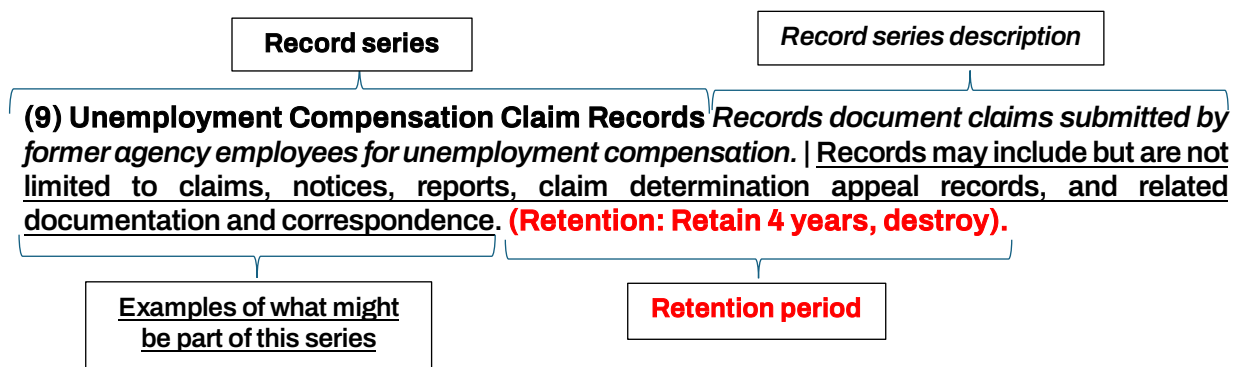 Record series
Record series description
(9) Unemployment Compensation Claim Records Records document claims submitted by
former agency employees for unemployment compensation. | Records may include but are not
limited to claims, notices, reports, claim determination appeal records, and related
documentation and correspondence. (Retention: Retain 4 years, destroy).
Examples of what might
be part of this series
Retention period